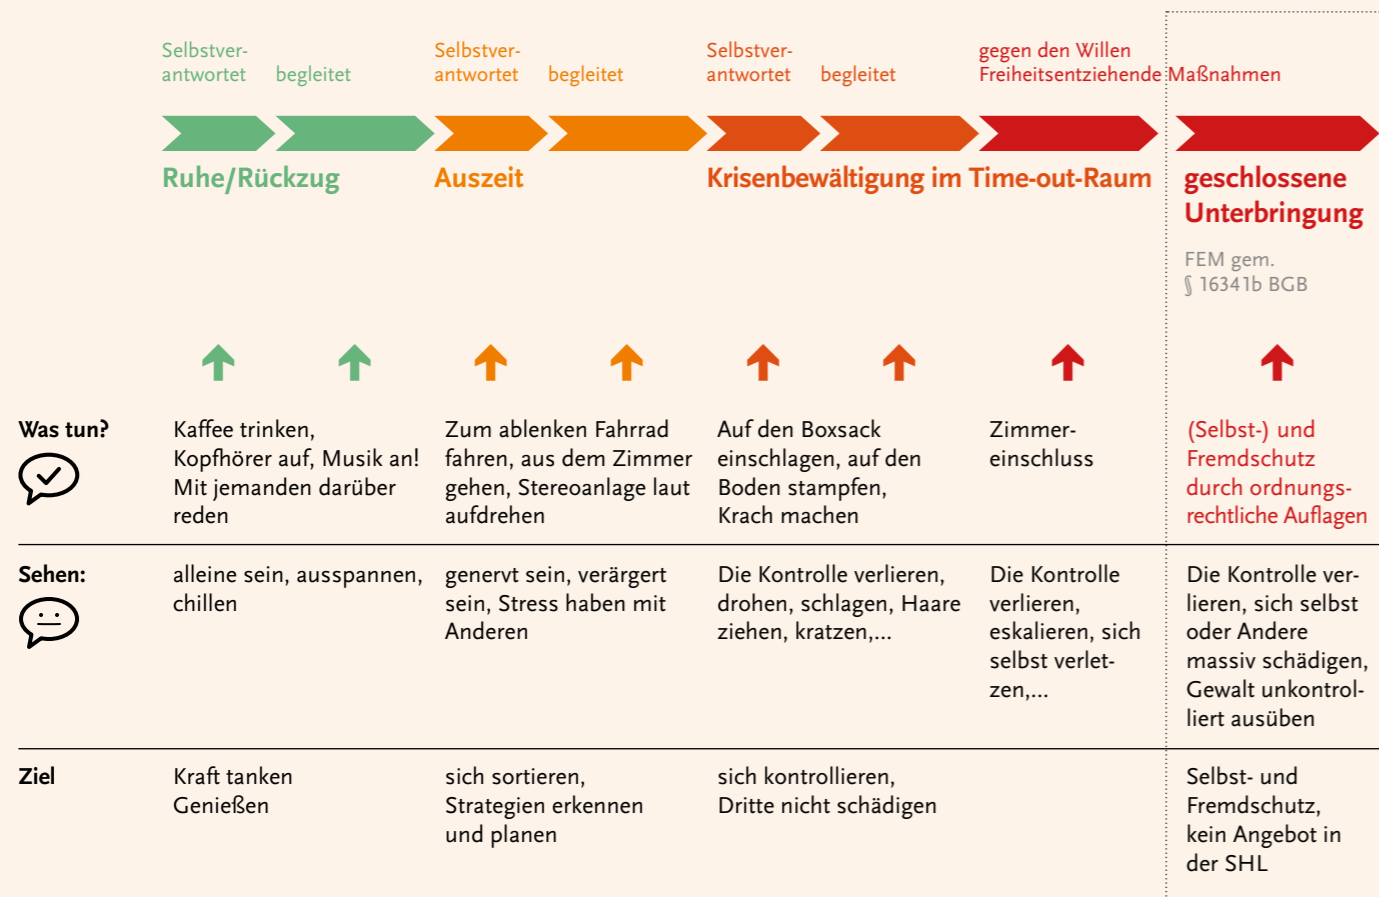 Selbstver-
antwortet begleitet
Selbstver-
antwortet begleitet
Selbstver-
antwortet begleitet
gegen den Willen
Freiheitsentziehende Maßnahmen
Ruhe/Rückzug
Auszeit
Krisenbewältigung im Time-out-Raum
geschlossene
Unterbringung
FEM gem.
§ 16341b BGB
Was tun?
Kaffee trinken,
Kopfhörer auf, Musik an!
Mit jemanden darüber
reden
Zum ablenken Fahrrad
fahren, aus dem Zimmer
gehen, Stereoanlage laut
aufdrehen
Auf den Boxsack
einschlagen, auf den
Boden stampfen,
Krach machen
Zimmer-
einschluss
(Selbst-) und
Fremdschutz
durch ordnungs-
rechtliche Auflagen
Sehen:
alleine sein, ausspannen,
chillen
genervt sein, verärgert
sein, Stress haben mit
Anderen
Die Kontrolle verlieren,
drohen, schlagen, Haare
ziehen, kratzen,...
Die Kontrolle
verlieren,
eskalieren, sich
selbst verlet-
zen,...
Die Kontrolle ver-
lieren, sich selbst
oder Andere
massiv schädigen,
Gewalt unkontrol-
liert ausüben
Ziel
Kraft tanken
Genießen
sich sortieren,
Strategien erkennen
und planen
sich kontrollieren,
Dritte nicht schädigen
Selbst- und
Fremdschutz,
kein Angebot in
der SHL